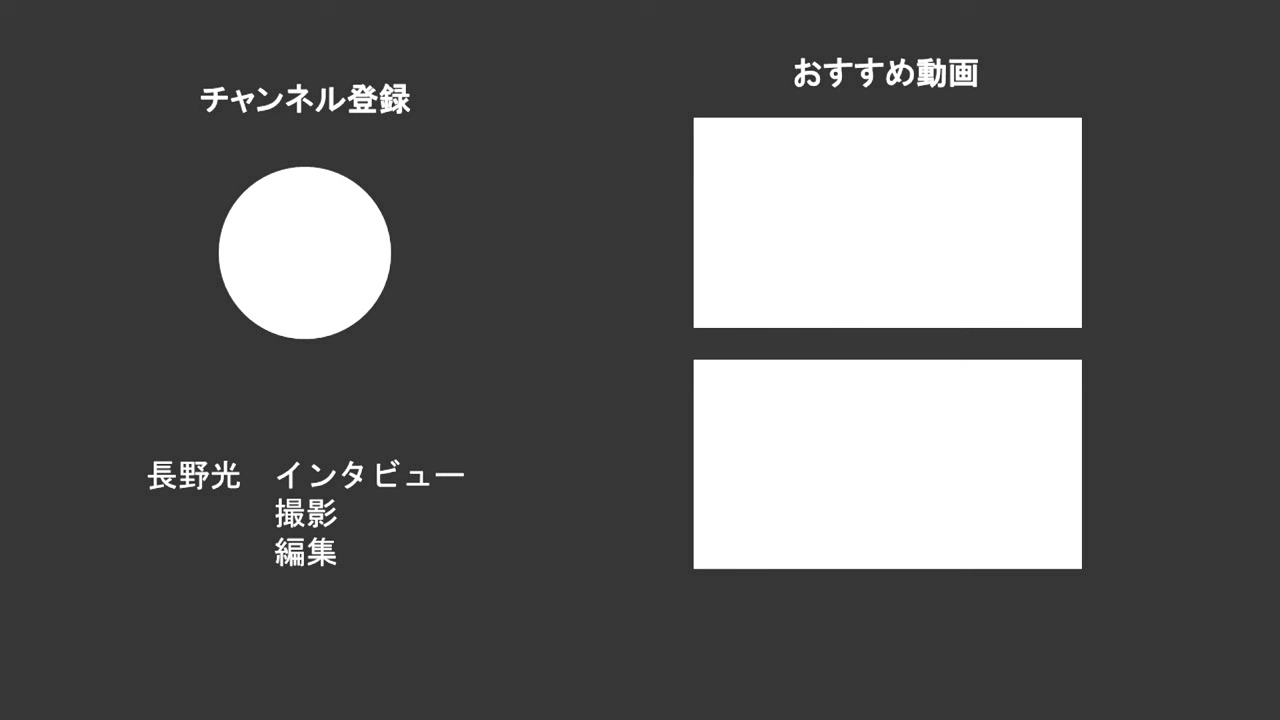 チャンネル登録
おすすめ動画
長野光　インタビュー
撮影
編集